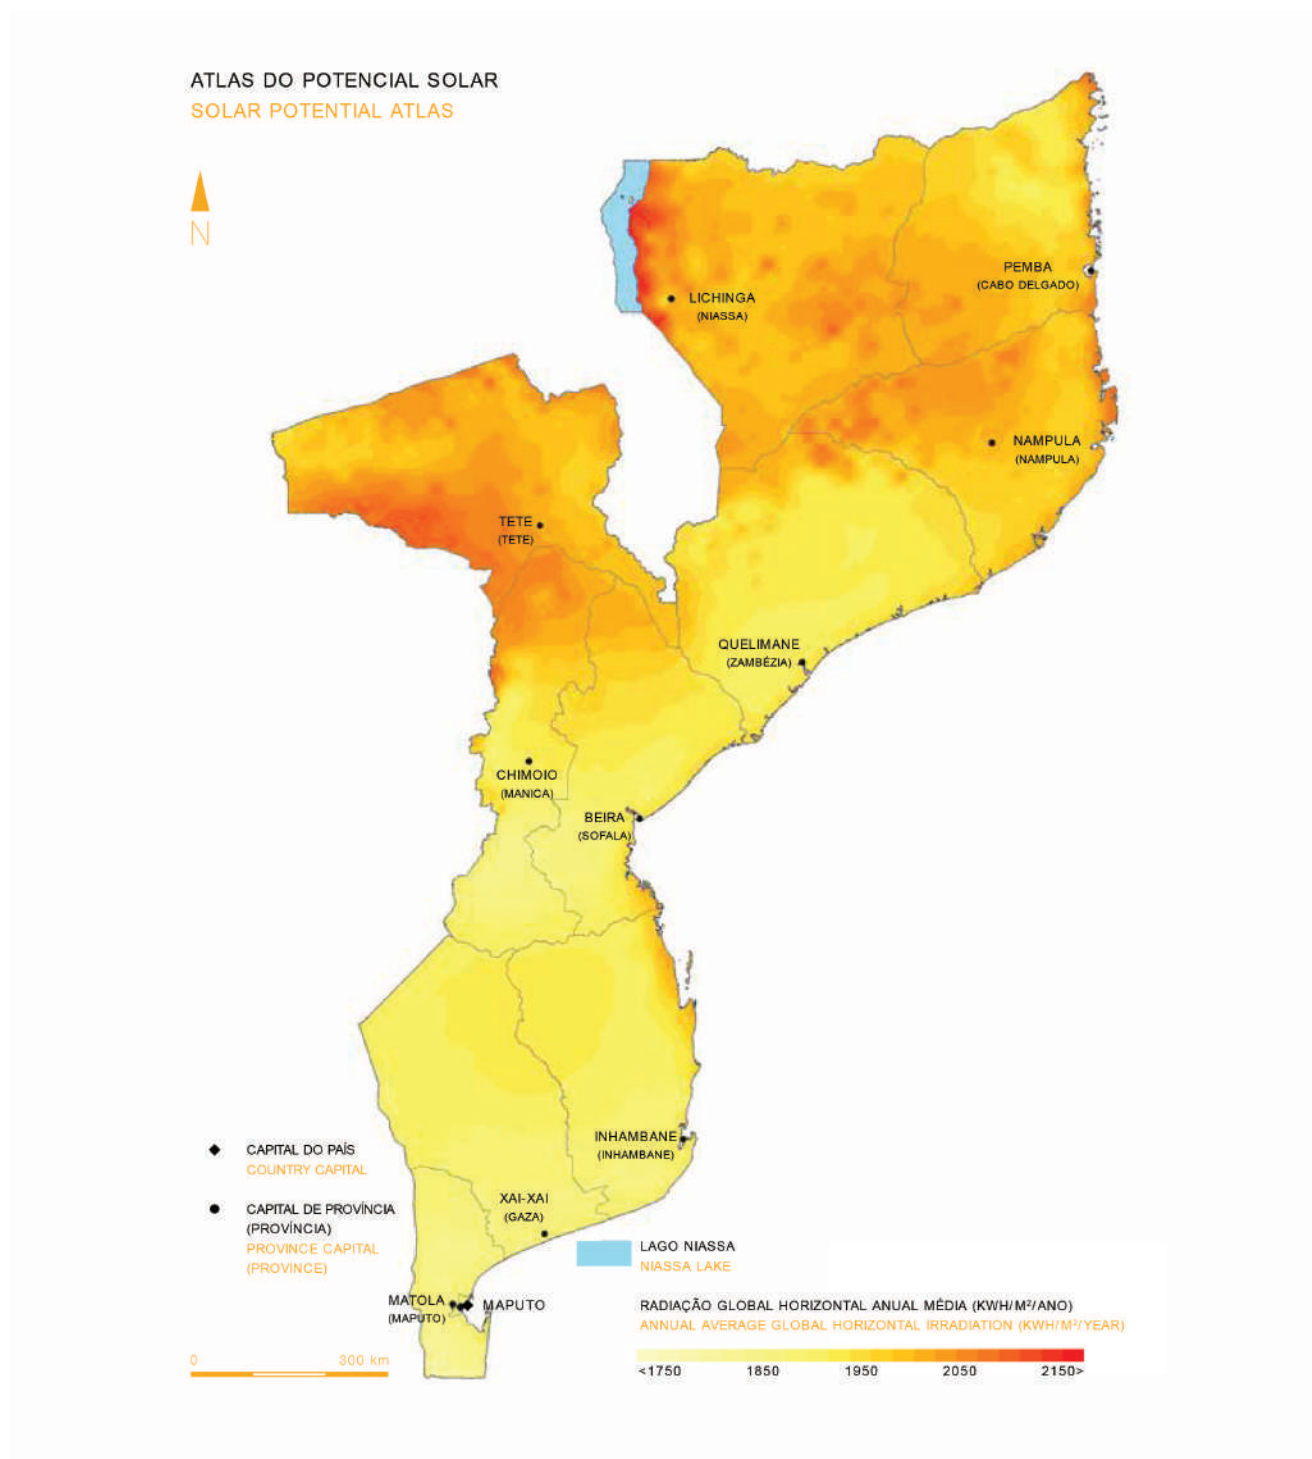 ATLAS DO POTENCIAL SOLAR
SOLAR POTENTIAL ATLAS
N
PEMBA
(CABO DELGADO)
LICHINGA
(NIASSA)
NAMPULA
(NAMPULA)
TETE
(TETE)
QUELIMANE
(ZAMBÉZIA)
CHIMOIO
(MANICA)
BEIRA
(SOFALA)
INHAMBANE
(INHAMBANE)
XAI-XAI
(GAZA)
MATOLA
(MAPUTO)
MAPUTO
CAPITAL DO PAÍS
COUNTRY CAPITAL
CAPITAL DE PROVÍNCIA
(PROVÍNCIA)
PROVINCE CAPITAL
(PROVINCE)
LAGO NIASSA
NIASSA LAKE
RADIAÇÃO GLOBAL HORIZONTAL ANUAL MÉDIA (KWH/M²/ANO)
ANNUAL AVERAGE GLOBAL HORIZONTAL IRRADIATION (KWH/M²/YEAR)
0 300 km
<1750 1850 1950 2050 2150>